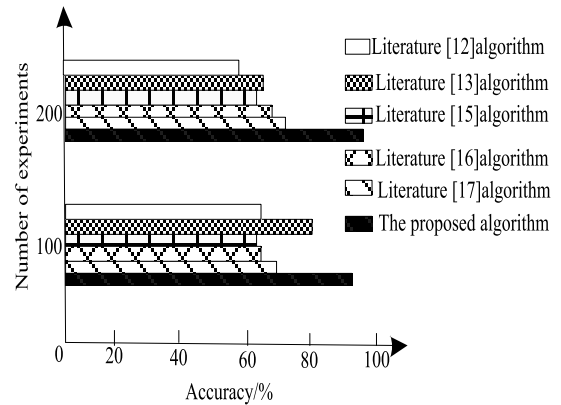 Literature [12]algorithm
Literature [13]algorithm
Literature [15]algorithm
Literature [16]algorithm
Literature [17]algorithm
The proposed algorithm
Number of experiments
200
100
0 20 40 60 80 100
Accuracy/%